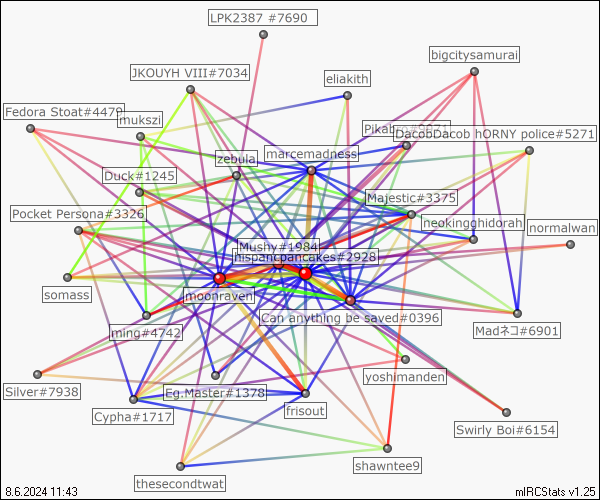 LPK2387 #7690
bigcitysamurai
JKOUYH VIII#7034
eliakith
Fedora Stoat#4479
mukszi
DacobDacob hORNY police#5271
zebula
marcemadness
Duck#1245
Majestic#3375
Pocket Persona#3326
neokingghidorah
normalwan
Mushy#1984
hispanicpancakes#2928
somass
moonraven
Can anything be saved#0396
ming#4742
Madネコ#6901
yoshimanden
Silver#7938
Eg.Master#1378
Cypha#1717
frisout
Swirly Boi#6154
shawntee9
thesecondtwat
8.6.2024 11:43
mIRCStats v1.25